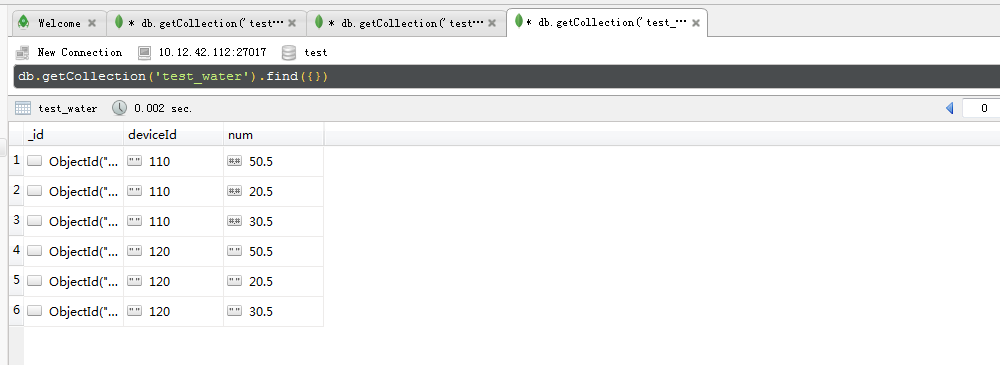 Welcome * db.getCollection('test... * db.getCollection('test... * db.getCollection('test_...
New Connection 10.12.42.112:27017 test
db.getCollection('test_water').find({})
test_water 0.002 sec. 0
_id deviceId num
1 ObjectId("... "" 110 #.# 50.5
2 ObjectId("... "" 110 #.# 20.5
3 ObjectId("... "" 110 #.# 30.5
4 ObjectId("... "" 120 "" 50.5
5 ObjectId("... "" 120 "" 20.5
6 ObjectId("... "" 120 "" 30.5